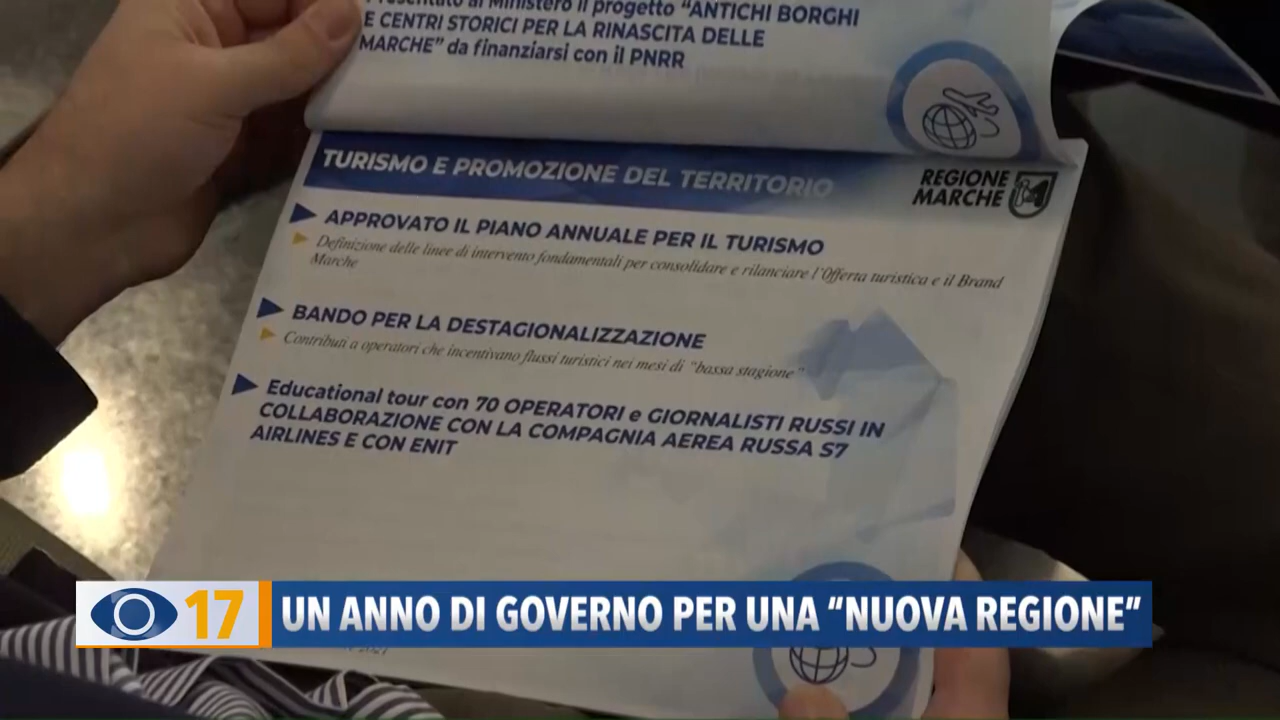 Presentato al Ministero il progetto “ANTICHI BORGHI
E CENTRI STORICI PER LA RINASCITA DELLE
MARCHE” da finanziarsi con il PNRR
TURISMO E PROMOZIONE DEL TERRITORIO
REGIONE
MARCHE
APPROVATO IL PIANO ANNUALE PER IL TURISMO
Definizione delle linee di intervento fondamentali per consolidare e rilanciare l’Offerta turistica e il Brand
Marche
BANDO PER LA DESTAGIONALIZZAZIONE
Contributi a operatori che incentivano flussi turistici nei mesi di “bassa stagione”
Educational tour con 70 OPERATORI e GIORNALISTI RUSSI IN
COLLABORAZIONE CON LA COMPAGNIA AEREA RUSSA S7
AIRLINES E CON ENIT
17
UN ANNO DI GOVERNO PER UNA “NUOVA REGIONE”
2021